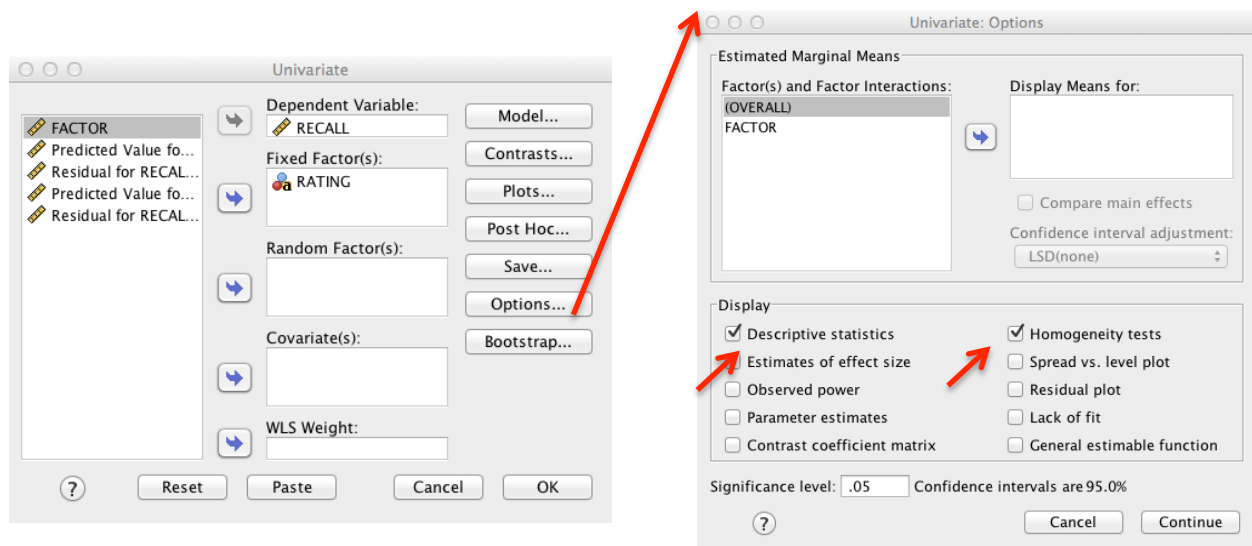 Univariate
FACTOR
Predicted Value fo...
Residual for RECAL...
Predicted Value fo...
Residual for RECAL...
Dependent Variable:
RECALL
Fixed Factor(s):
a RATING
Random Factor(s):
Covariate(s):
WLS Weight:
Model...
Contrasts...
Plots...
Post Hoc...
Save...
Options...
Bootstrap...
? Reset Paste Cancel OK
Univariate: Options
Estimated Marginal Means
Factor(s) and Factor Interactions:
(OVERALL)
FACTOR
Display Means for:
Compare main effects
Confidence interval adjustment:
LSD(none)
Display
Descriptive statistics
Estimates of effect size
Observed power
Parameter estimates
Contrast coefficient matrix
Homogeneity tests
Spread vs. level plot
Residual plot
Lack of fit
General estimable function
Significance level: .05 Confidence intervals are 95.0%
? Cancel Continue